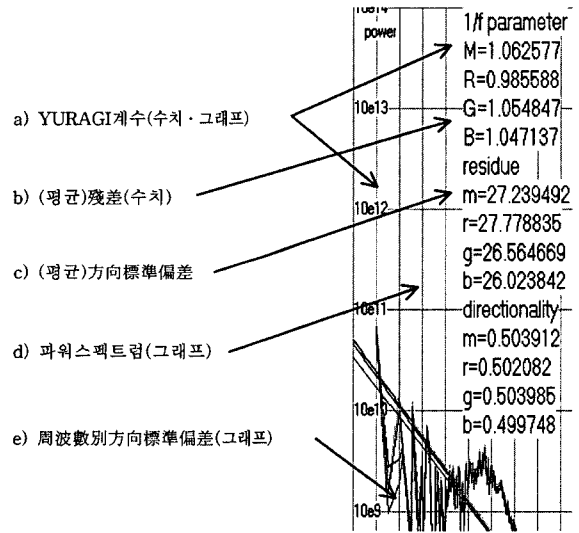 10e14
power
1/f parameter
M=1.062577
R=0.985588
10e13
G=1.054847
B=1.047137
residue
m=27.239492
10e12
r=27.778835
g=26.564669
b=26.023842
10e11
directionality
m=0.503912
r=0.502082
g=0.503985
10e10
b=0.499748
10e9
a) YURAGI계수(수치·그래프)
b) (평균)殘差(수치)
c) (평균)方向標準偏差
d) 파워스펙트럼(그래프)
e) 周波數別方向標準偏差(그래프)